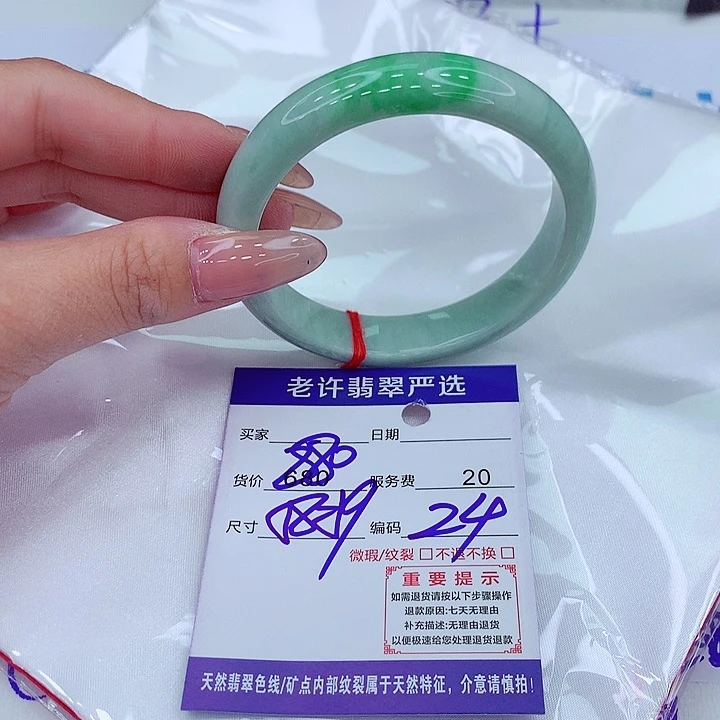 老许翡翠严选
买家 日期
货价 680 服务费 20
尺寸 编码 24
微瑕/纹裂 □ 不退不换 □
重要提示
如需退货请按以下步骤操作
退款原因:七天无理由
补充描述:无理由退货
以便极速给您处理退货退款
天然翡翠色线/矿点内部纹裂属于天然特征，介意请慎拍!